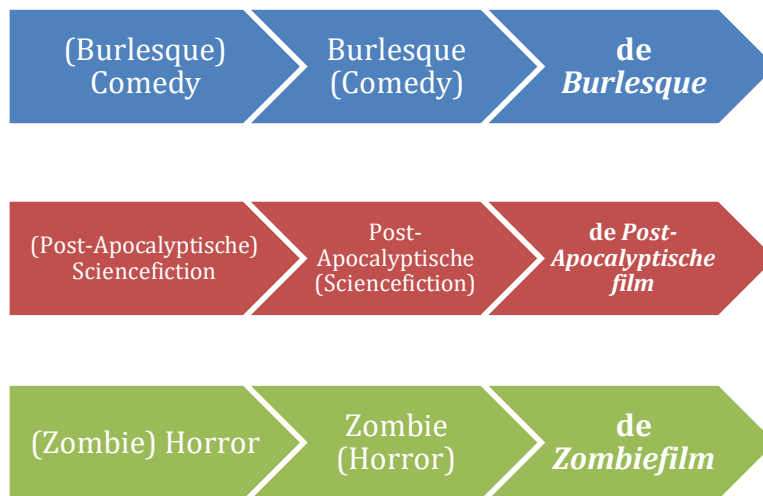 (Burlesque)
Comedy
Burlesque
(Comedy)
de
Burlesque
(Post-Apocalyptische)
Sciencefiction
Post-
Apocalyptische
(Sciencefiction)
de Post-
Apocalyptische
film
(Zombie) Horror
Zombie
(Horror)
de
Zombiefilm